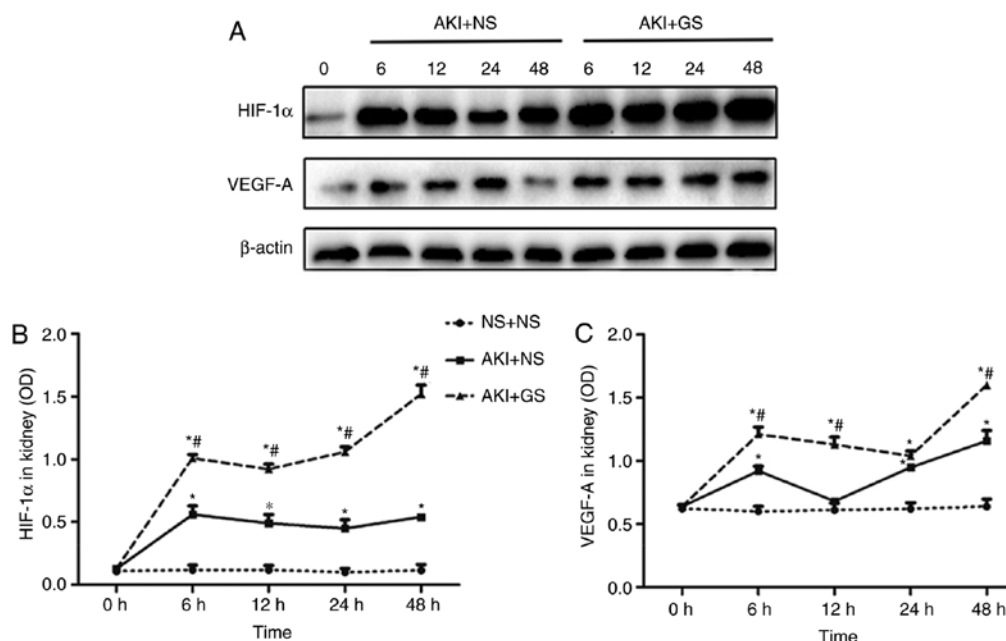 A
AKI+NS AKI+GS
0 6 12 24 48 6 12 24 48
HIF-1α
VEGF-A
β-actin
B
2.0
1.5
1.0
0.5
0.0
HIF-1α in kidney (OD)
*
*
*
*
*#
*#
*#
*#
0 h 6 h 12 h 24 h 48 h
Time
NS+NS
AKI+NS
AKI+GS
C
2.0
1.5
1.0
0.5
0.0
VEGF-A in kidney (OD)
*#
*#
*
*#
*
*
*
0 h 6 h 12 h 24 h 48 h
Time